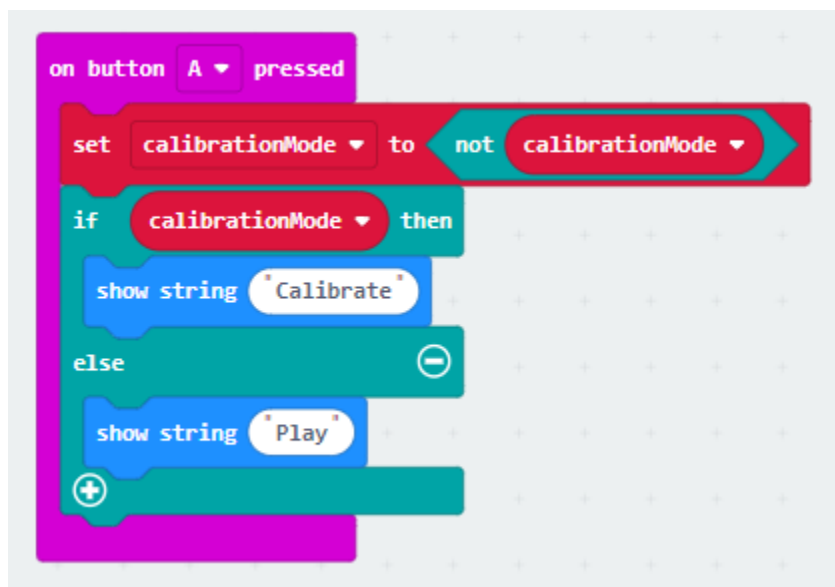 on button A pressed
set calibrationMode to not calibrationMode
if calibrationMode then
show string "Calibrate"
else
show string "Play"